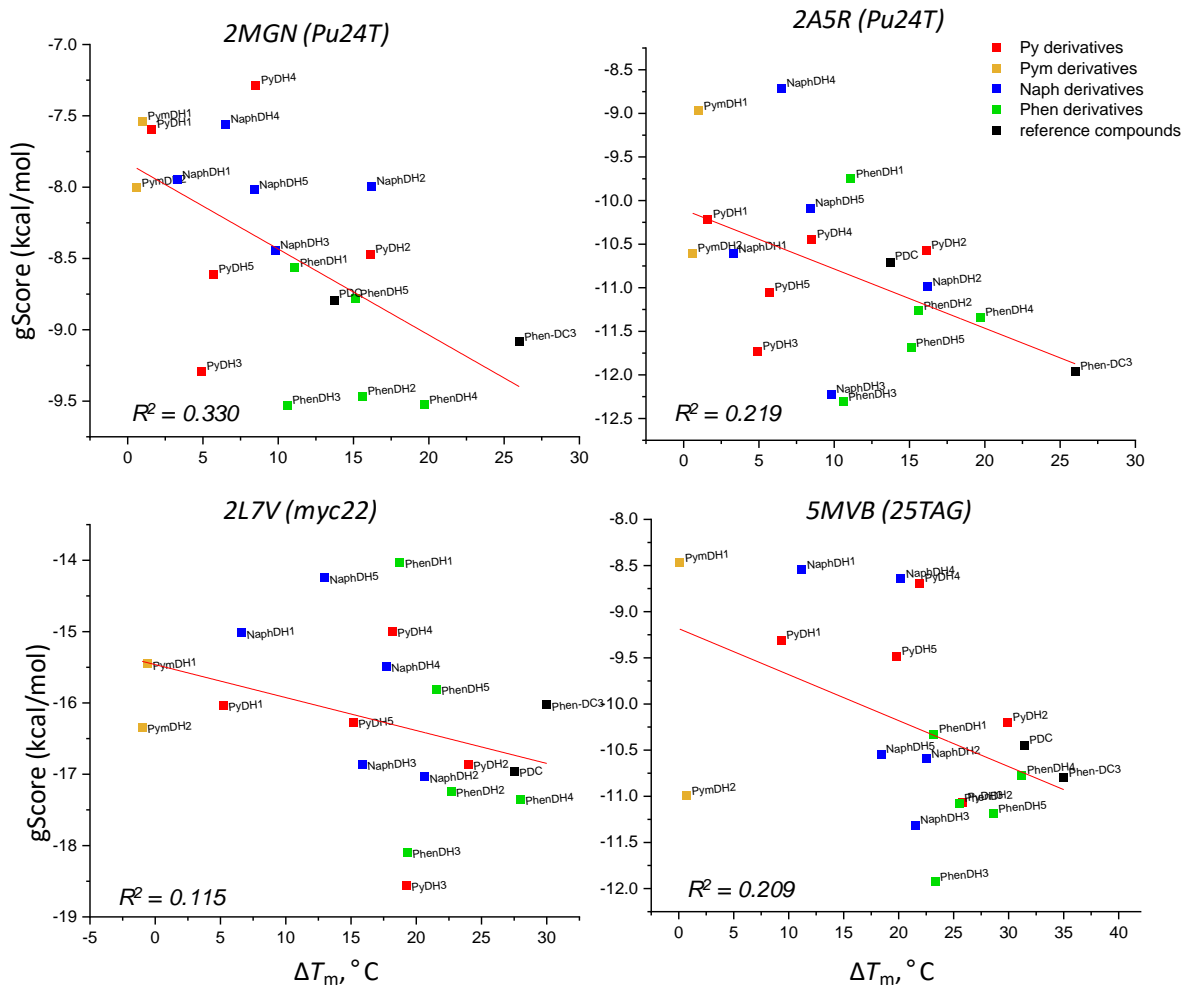 2MGN (Pu24T)
gScore (kcal/mol)
-7.0
-7.5
-8.0
-8.5
-9.0
-9.5
PyDH4
PymDH1
PyDH1
NaphDH4
NaphDH1
PymDH2
NaphDH5
NaphDH2
NaphDH3
PyDH2
PhenDH1
PyDH5
PDC
PhenDH5
Phen-DC3
PyDH3
PhenDH3
PhenDH2
PhenDH4
R² = 0.330
0 5 10 15 20 25 30
2A5R (Pu24T)
Py derivatives
Pym derivatives
Naph derivatives
Phen derivatives
reference compounds
-8.5
-9.0
-9.5
-10.0
-10.5
-11.0
-11.5
-12.0
-12.5
NaphDH4
PymDH1
PhenDH1
NaphDH5
PyDH1
PyDH4
PymDH2
NaphDH1
PyDH2
PDC
NaphDH2
PyDH5
PhenDH2
PhenDH4
PhenDH5
PyDH3
Phen-DC3
NaphDH3
PhenDH3
R² = 0.219
0 5 10 15 20 25 30
2L7V (myc22)
gScore (kcal/mol)
-14
-15
-16
-17
-18
-19
PhenDH1
NaphDH5
NaphDH1
PyDH4
PymDH1
NaphDH4
PhenDH5
PyDH1
Phen-DC3
PymDH2
PyDH5
NaphDH3
PyDH2
PDC
NaphDH2
PhenDH2
PhenDH4
PhenDH3
PyDH3
R² = 0.115
-5 0 5 10 15 20 25 30
ΔTm, °C
5MVB (25TAG)
-8.0
-8.5
-9.0
-9.5
-10.0
-10.5
-11.0
-11.5
-12.0
PymDH1
NaphDH1
NaphDH4
PyDH4
PyDH1
PyDH5
PyDH2
PhenDH1
PDC
NaphDH5
NaphDH2
PhenDH4
Phen-DC3
PymDH2
PhenDH2
PhenDH5
NaphDH3
PhenDH3
R² = 0.209
0 5 10 15 20 25 30 35 40
ΔTm, °C